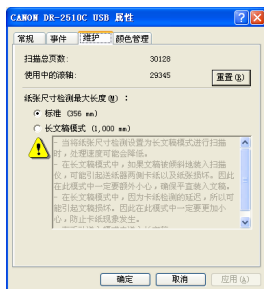 CANON DR-2510C USB 属性
常规 事件 维护 颜色管理
扫描总页数: 30128
使用中的滚轴: 29345 重置(R)
纸张尺寸检测最大长度(M):
标准 (356 mm)
长文稿模式 (1,000 mm)
- 当将纸张尺寸检测设置为长文稿模式进行扫描
时，处理速度可能会降低。
- 在长文稿模式中，如果文稿被倾斜地装入扫描
仪，可能引起送纸器两侧卡纸以及纸张损坏。因此
在此模式中一定要额外小心，确保平直装入文稿。
- 在长文稿模式中，因为卡纸检测的延迟，所以可
能引起文稿损坏。因此在此模式中一定要更加小
心，防止卡纸现象发生。
确定 取消 应用(A)